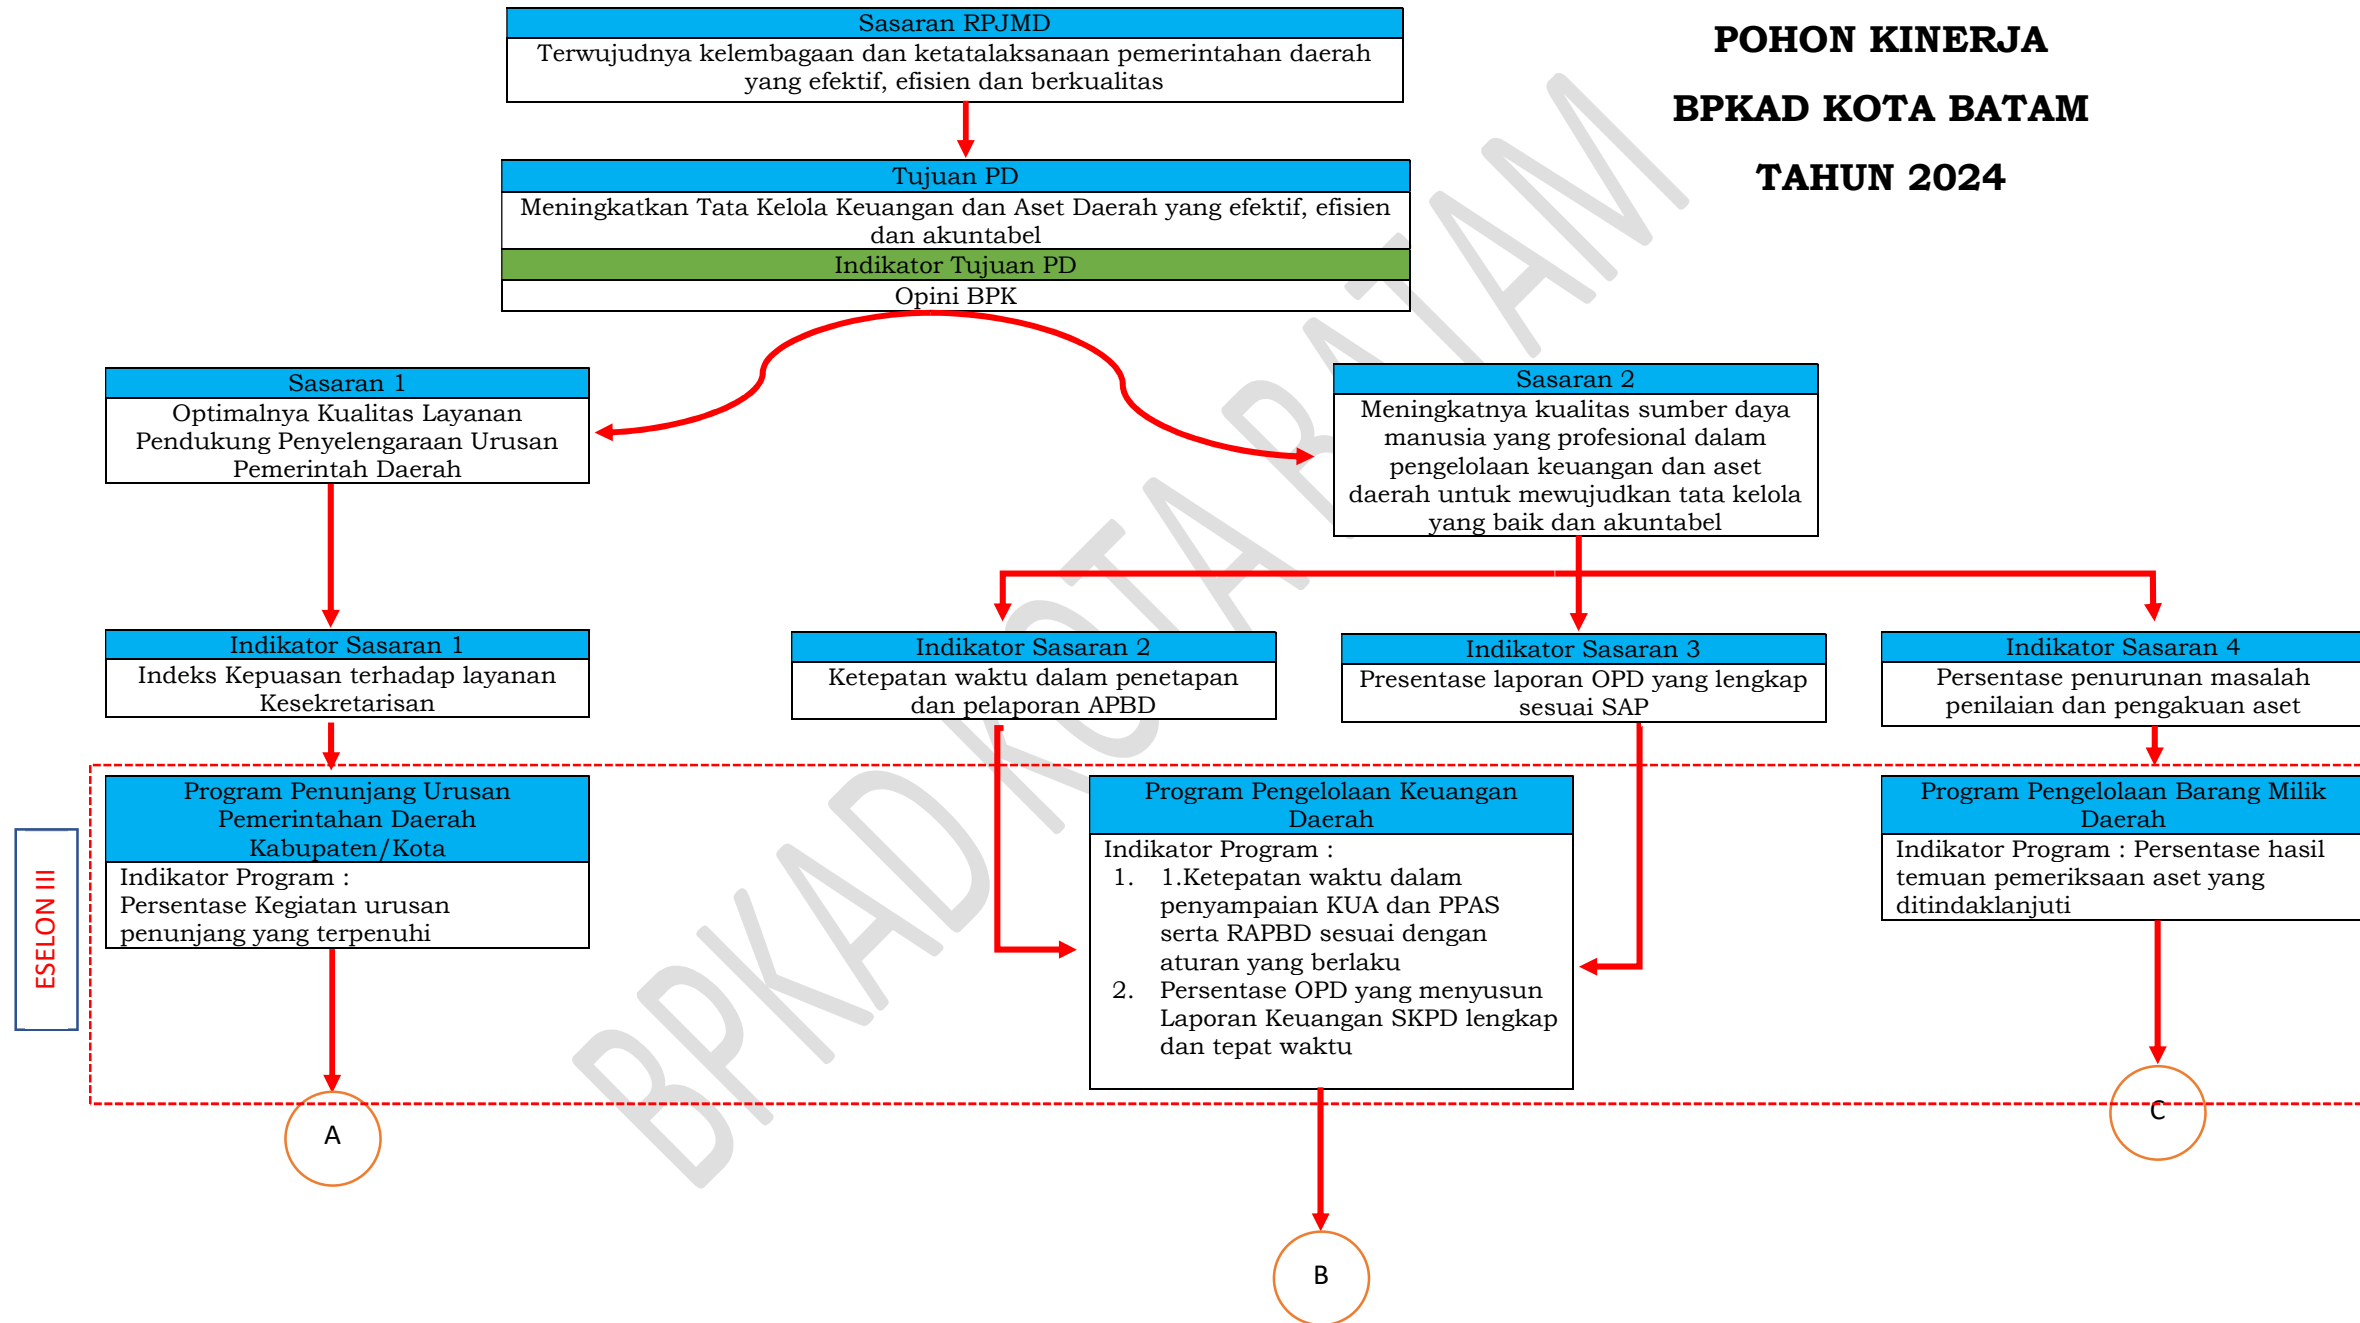 POHON KINERJA
BPKAD KOTA BATAM
TAHUN 2024
Sasaran RPJMD
Terwujudnya kelembagaan dan ketatalaksanaan pemerintahan daerah
yang efektif, efisien dan berkualitas
Tujuan PD
Meningkatkan Tata Kelola Keuangan dan Aset Daerah yang efektif, efisien
dan akuntabel
Indikator Tujuan PD
Opini BPK
Sasaran 1
Optimalnya Kualitas Layanan
Pendukung Penyelengaraan Urusan
Pemerintah Daerah
Sasaran 2
Meningkatnya kualitas sumber daya
manusia yang profesional dalam
pengelolaan keuangan dan aset
daerah untuk mewujudkan tata kelola
yang baik dan akuntabel
Indikator Sasaran 1
Indeks Kepuasan terhadap layanan
Kesekretarisan
Indikator Sasaran 2
Ketepatan waktu dalam penetapan
dan pelaporan APBD
Indikator Sasaran 3
Presentase laporan OPD yang lengkap
sesuai SAP
Indikator Sasaran 4
Persentase penurunan masalah
penilaian dan pengakuan aset
ESELON III
Program Penunjang Urusan
Pemerintahan Daerah
Kabupaten/Kota
Indikator Program :
Persentase Kegiatan urusan
penunjang yang terpenuhi
Program Pengelolaan Keuangan
Daerah
Indikator Program :
1. 1.Ketepatan waktu dalam
penyampaian KUA dan PPAS
serta RAPBD sesuai dengan
aturan yang berlaku
2. Persentase OPD yang menyusun
Laporan Keuangan SKPD lengkap
dan tepat waktu
Program Pengelolaan Barang Milik
Daerah
Indikator Program : Persentase hasil
temuan pemeriksaan aset yang
ditindaklanjuti
A
B
C
BPKAD KOTA BATAM